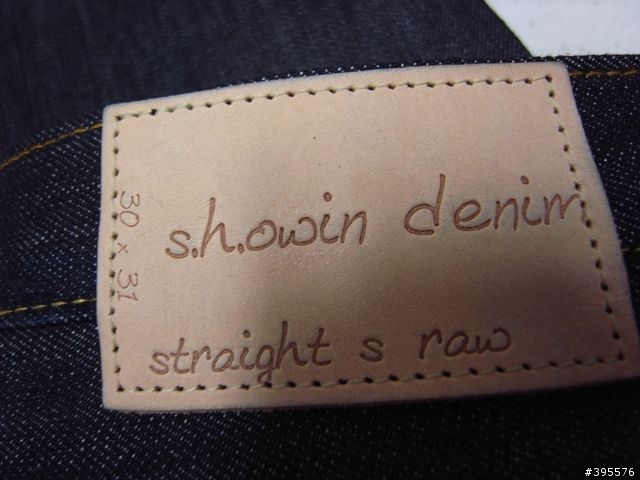 s.h.owin denim
straight s raw
30 x 31
#395576